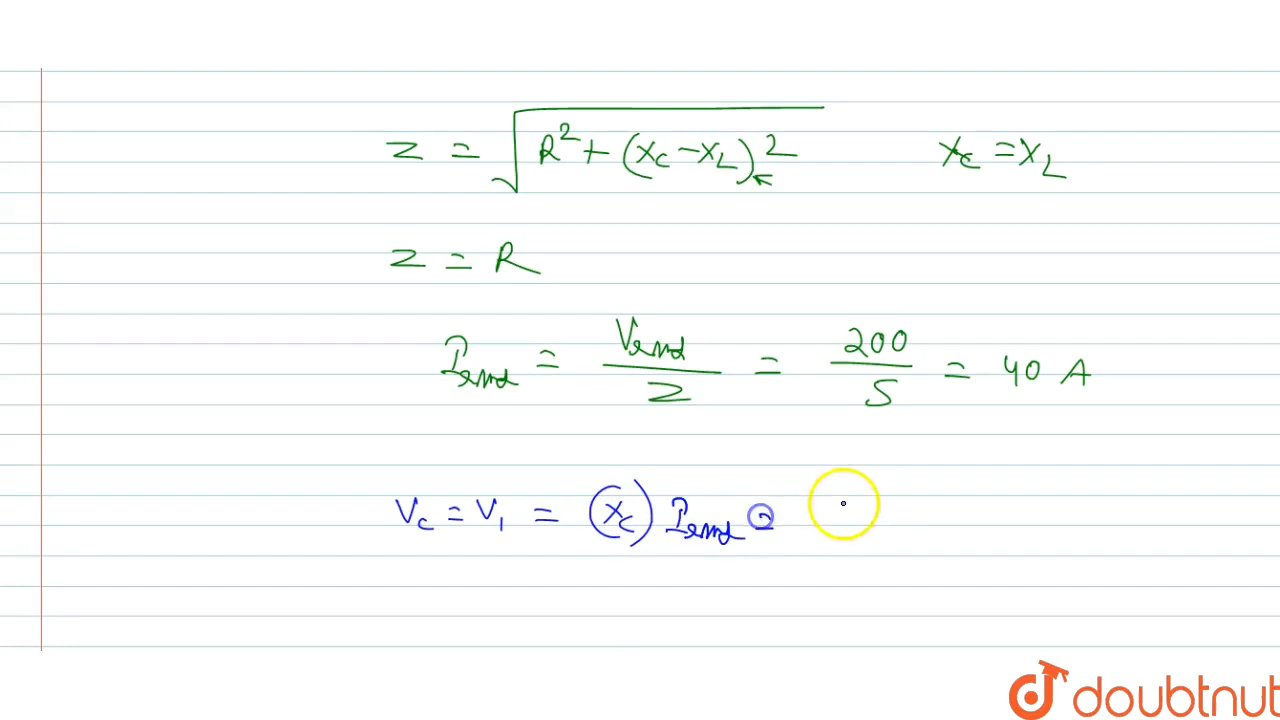 Z = √R² + (Xc − XL)² Xc = XL
Z = R
Irms = Vrms / Z = 200 / 5 = 40 A
Vc = V₁ = (Xc) Irms =
doubtnut